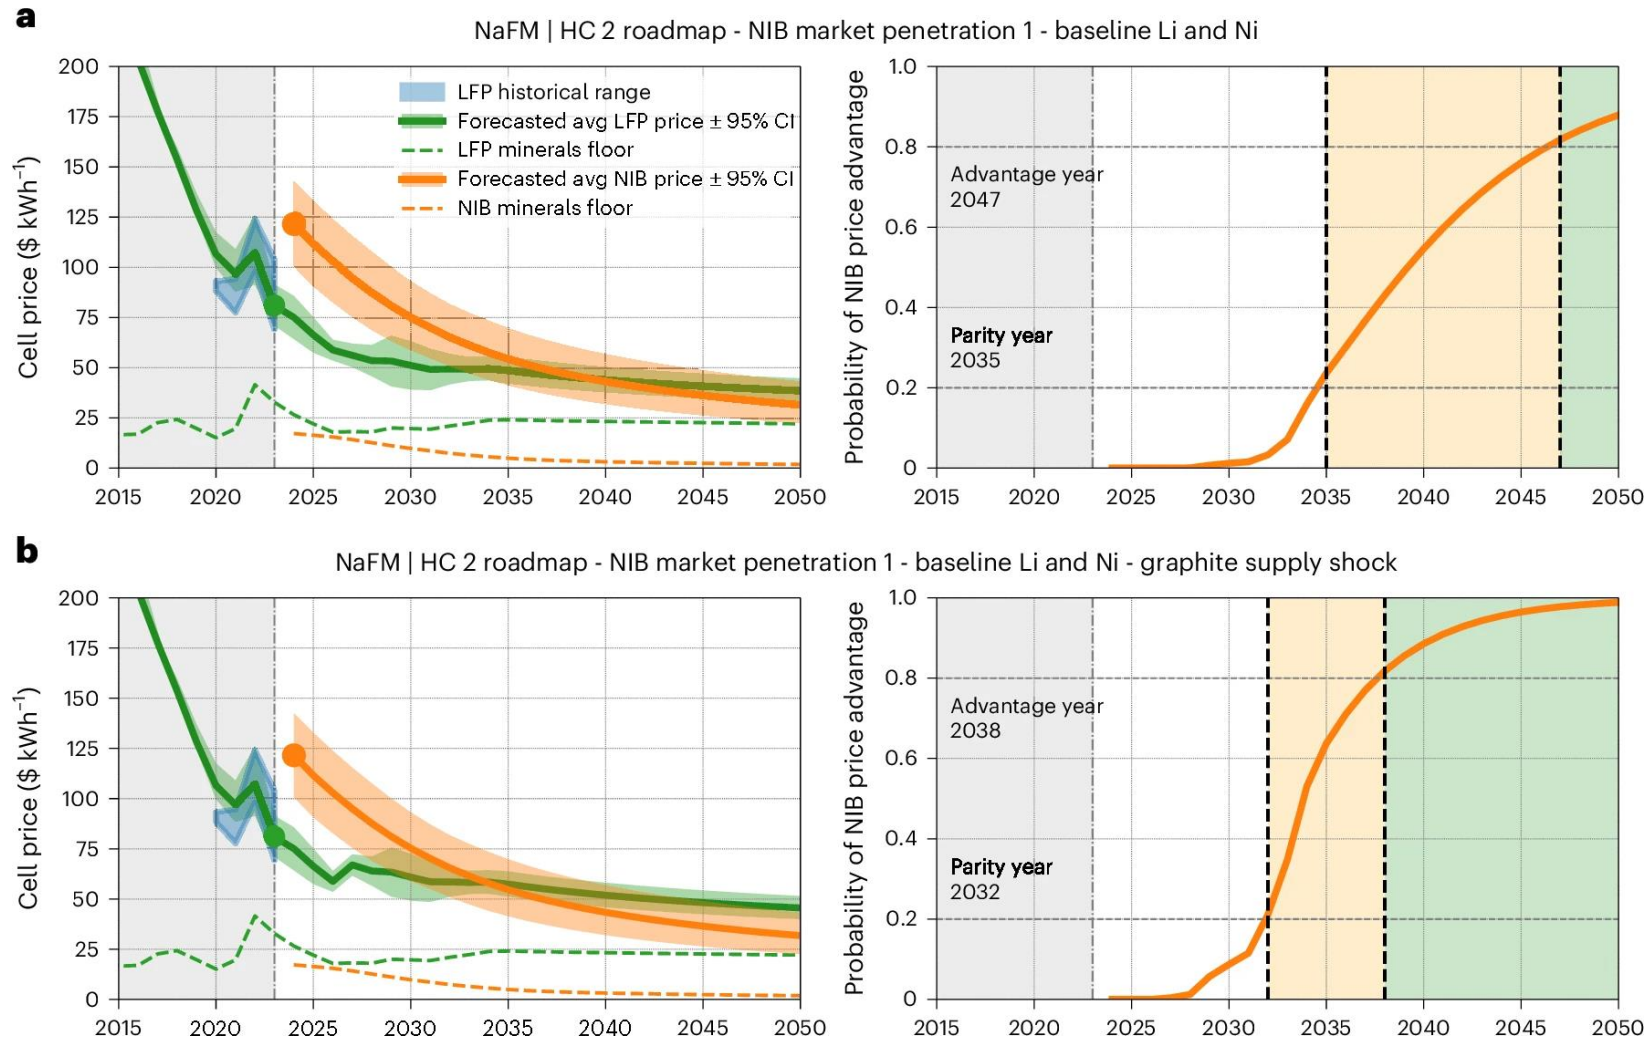 a
NaFM | HC 2 roadmap - NIB market penetration 1 - baseline Li and Ni
Cell price ($ kWh⁻¹)
200
175
150
125
100
75
50
25
0
LFP historical range
Forecasted avg LFP price ± 95% CI
LFP minerals floor
Forecasted avg NIB price ± 95% CI
NIB minerals floor
2015 2020 2025 2030 2035 2040 2045 2050
Probability of NIB price advantage
1.0
0.8
0.6
0.4
0.2
0
Advantage year
2047
Parity year
2035
2015 2020 2025 2030 2035 2040 2045 2050
b
NaFM | HC 2 roadmap - NIB market penetration 1 - baseline Li and Ni - graphite supply shock
Cell price ($ kWh⁻¹)
200
175
150
125
100
75
50
25
0
2015 2020 2025 2030 2035 2040 2045 2050
Probability of NIB price advantage
1.0
0.8
0.6
0.4
0.2
0
Advantage year
2038
Parity year
2032
2015 2020 2025 2030 2035 2040 2045 2050